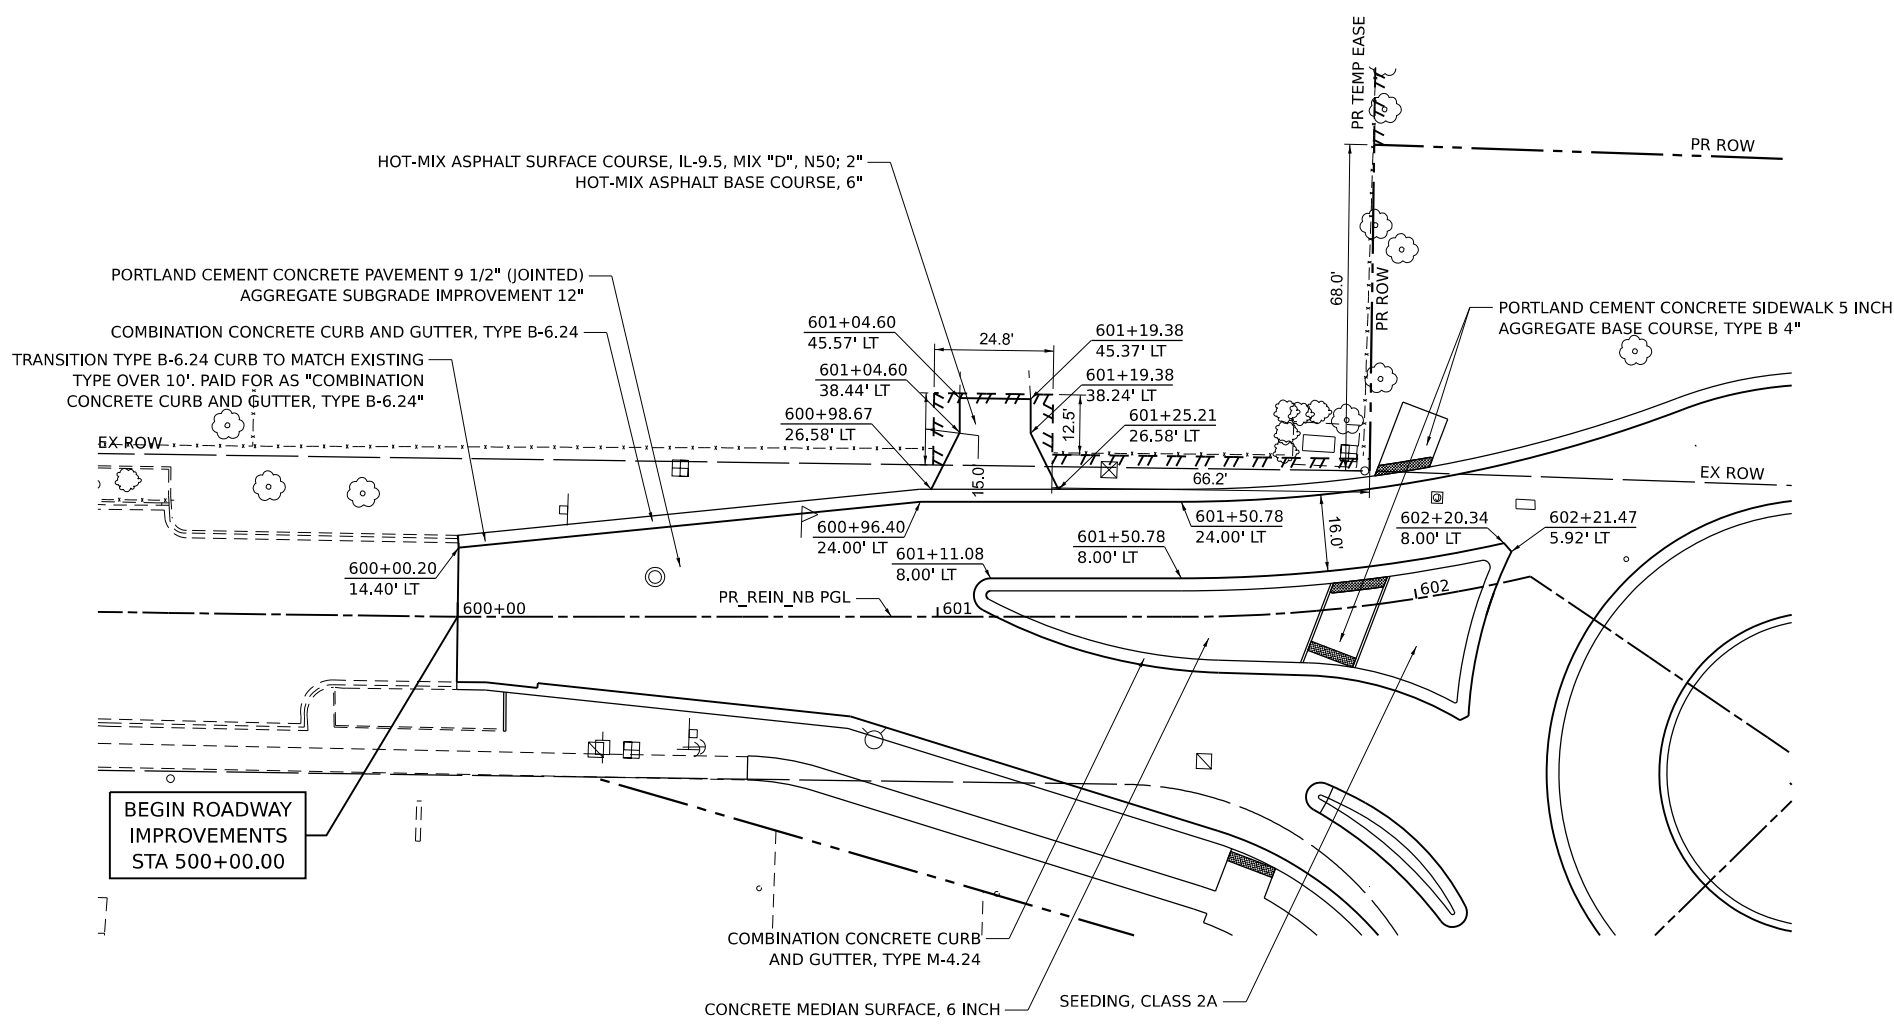 PR TEMP EASE
PR ROW
HOT-MIX ASPHALT SURFACE COURSE, IL-9.5, MIX "D", N50; 2"
HOT-MIX ASPHALT BASE COURSE, 6"
68.0'
PR ROW
PORTLAND CEMENT CONCRETE PAVEMENT 9 1/2" (JOINTED)
AGGREGATE SUBGRADE IMPROVEMENT 12"
COMBINATION CONCRETE CURB AND GUTTER, TYPE B-6.24
TRANSITION TYPE B-6.24 CURB TO MATCH EXISTING
TYPE OVER 10'. PAID FOR AS "COMBINATION
CONCRETE CURB AND GUTTER, TYPE B-6.24"
601+04.60
45.57' LT
24.8'
601+19.38
45.37' LT
PORTLAND CEMENT CONCRETE SIDEWALK 5 INCH
AGGREGATE BASE COURSE, TYPE B 4"
601+04.60
38.44' LT
601+19.38
38.24' LT
600+98.67
26.58' LT
12.5'
601+25.21
26.58' LT
EX ROW
15.0'
66.2'
EX ROW
600+96.40
24.00' LT
601+50.78
24.00' LT
16.0'
602+20.34
8.00' LT
602+21.47
5.92' LT
600+00.20
14.40' LT
601+11.08
8.00' LT
601+50.78
8.00' LT
600+00
PR_REIN_NB PGL
601
602
BEGIN ROADWAY
IMPROVEMENTS
STA 500+00.00
COMBINATION CONCRETE CURB
AND GUTTER, TYPE M-4.24
CONCRETE MEDIAN SURFACE, 6 INCH
SEEDING, CLASS 2A